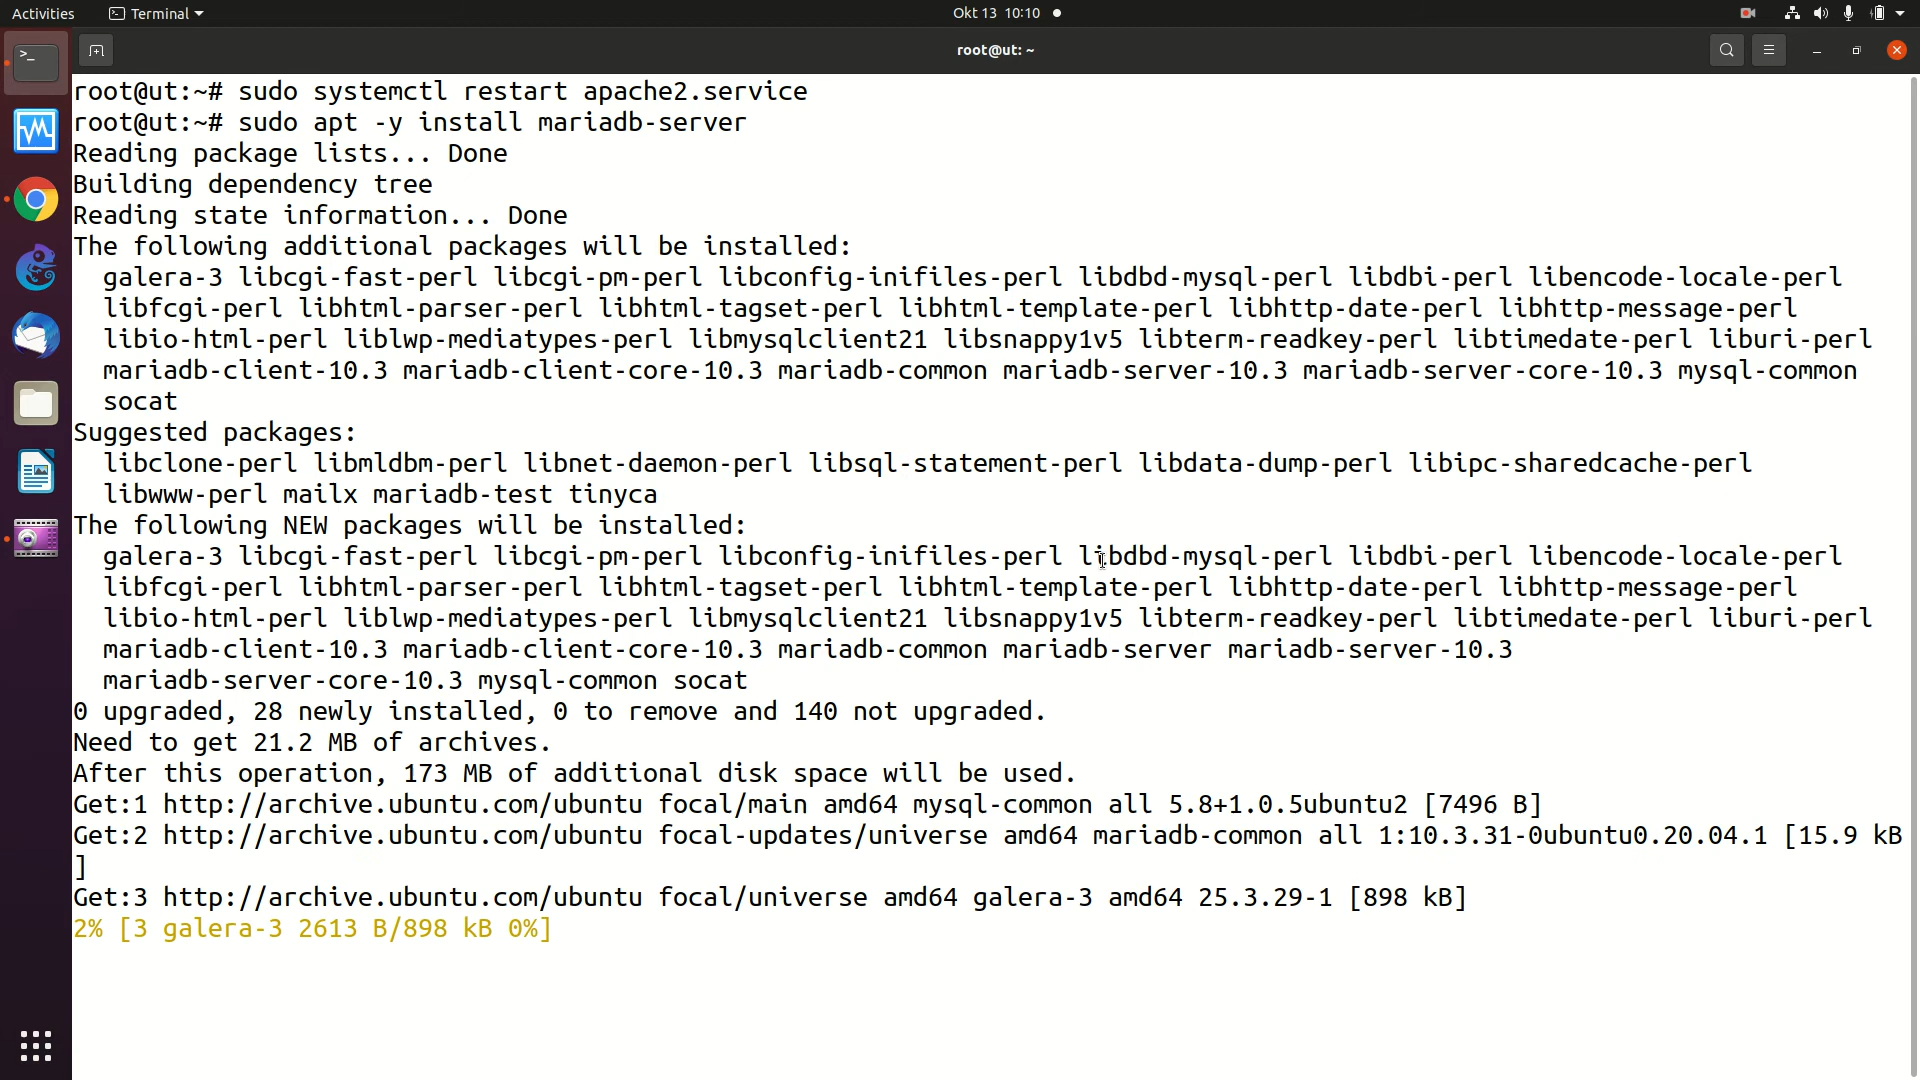 Activities
Terminal
Okt 13 10:10
root@ut: ~
root@ut:~# sudo systemctl restart apache2.service
root@ut:~# sudo apt -y install mariadb-server
Reading package lists... Done
Building dependency tree
Reading state information... Done
The following additional packages will be installed:
  galera-3 libcgi-fast-perl libcgi-pm-perl libconfig-inifiles-perl libdbd-mysql-perl libdbi-perl libencode-locale-perl
  libfcgi-perl libhtml-parser-perl libhtml-tagset-perl libhtml-template-perl libhttp-date-perl libhttp-message-perl
  libio-html-perl liblwp-mediatypes-perl libmysqlclient21 libsnappy1v5 libterm-readkey-perl libtimedate-perl liburi-perl
  mariadb-client-10.3 mariadb-client-core-10.3 mariadb-common mariadb-server-10.3 mariadb-server-core-10.3 mysql-common
  socat
Suggested packages:
  libclone-perl libmldbm-perl libnet-daemon-perl libsql-statement-perl libdata-dump-perl libipc-sharedcache-perl
  libwww-perl mailx mariadb-test tinyca
The following NEW packages will be installed:
  galera-3 libcgi-fast-perl libcgi-pm-perl libconfig-inifiles-perl libdbd-mysql-perl libdbi-perl libencode-locale-perl
  libfcgi-perl libhtml-parser-perl libhtml-tagset-perl libhtml-template-perl libhttp-date-perl libhttp-message-perl
  libio-html-perl liblwp-mediatypes-perl libmysqlclient21 libsnappy1v5 libterm-readkey-perl libtimedate-perl liburi-perl
  mariadb-client-10.3 mariadb-client-core-10.3 mariadb-common mariadb-server mariadb-server-10.3
  mariadb-server-core-10.3 mysql-common socat
0 upgraded, 28 newly installed, 0 to remove and 140 not upgraded.
Need to get 21.2 MB of archives.
After this operation, 173 MB of additional disk space will be used.
Get:1 http://archive.ubuntu.com/ubuntu focal/main amd64 mysql-common all 5.8+1.0.5ubuntu2 [7496 B]
Get:2 http://archive.ubuntu.com/ubuntu focal-updates/universe amd64 mariadb-common all 1:10.3.31-0ubuntu0.20.04.1 [15.9 kB
]
Get:3 http://archive.ubuntu.com/ubuntu focal/universe amd64 galera-3 amd64 25.3.29-1 [898 kB]
2% [3 galera-3 2613 B/898 kB 0%]